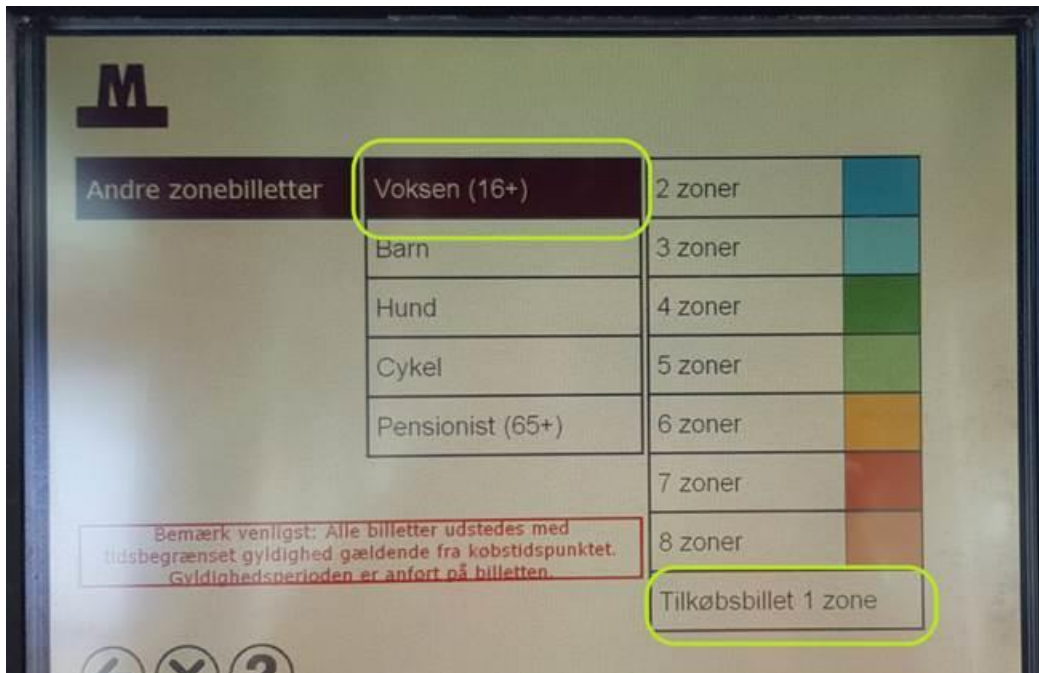 M
Andre zonebilletter
Voksen (16+)
Barn
Hund
Cykel
Pensionist (65+)
2 zoner
3 zoner
4 zoner
5 zoner
6 zoner
7 zoner
8 zoner
Tilkøbsbillet 1 zone
Bemærk venligst: Alle billetter udstedes med
tidsbegrænset gyldighed gældende fra købstidspunktet.
Gyldighedsperioden er anført på billetten.
?